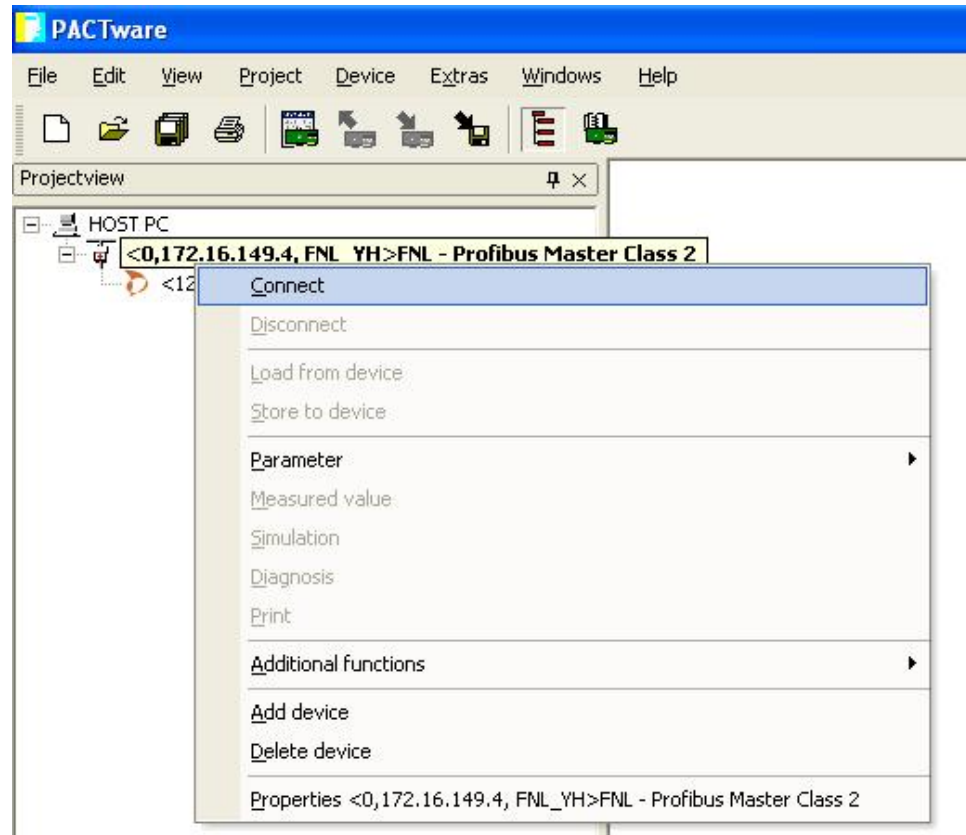 PACTware
File Edit View Project Device Extras Windows Help
Projectview
HOST PC
<0,172.16.149.4, FNL_YH>FNL - Profibus Master Class 2
<12
Connect
Disconnect
Load from device
Store to device
Parameter
Measured value
Simulation
Diagnosis
Print
Additional functions
Add device
Delete device
Properties <0,172.16.149.4, FNL_YH>FNL - Profibus Master Class 2